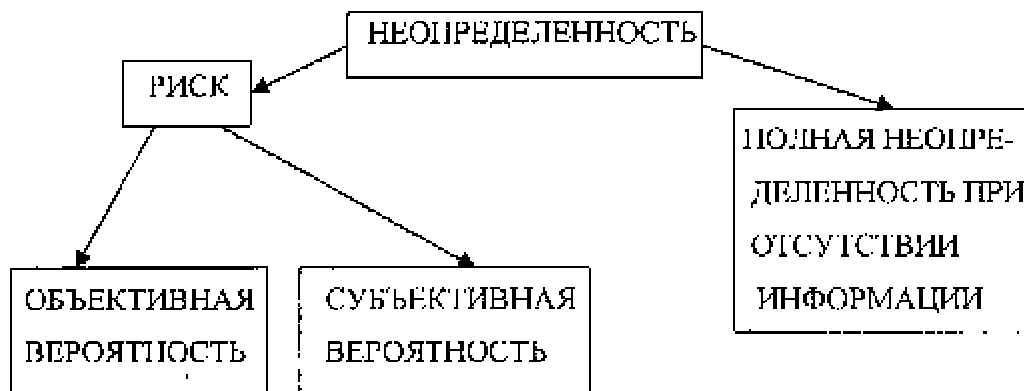 НЕОПРЕДЕЛЕННОСТЬ
РИСК
ПОЛНАЯ НЕОПРЕ-
ДЕЛЕННОСТЬ ПРИ
ОТСУТСТВИИ
ИНФОРМАЦИИ
ОБЪЕКТИВНАЯ
ВЕРОЯТНОСТЬ
СУБЪЕКТИВНАЯ
ВЕРОЯТНОСТЬ